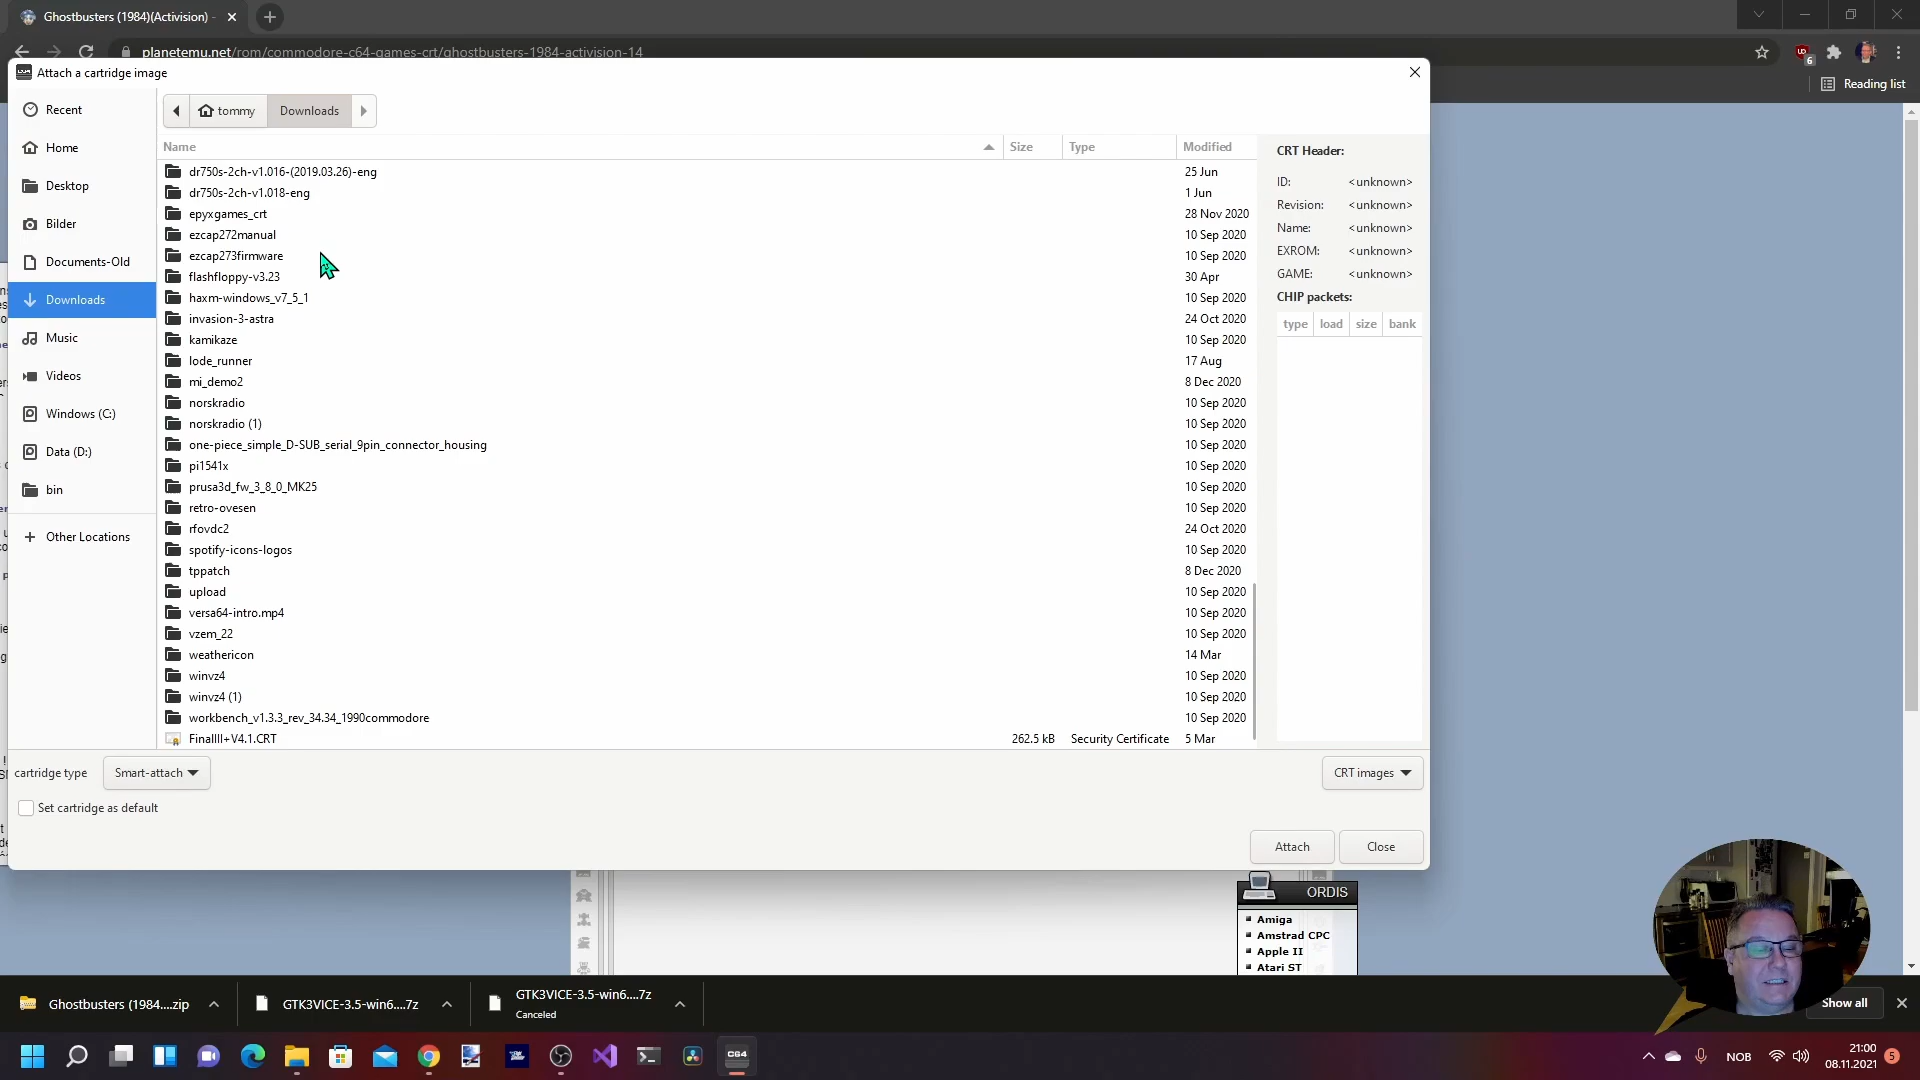 Ghostbusters (1984)(Activision) -
planetemu.net/rom/commodore-c64-games-crt/ghostbusters-1984-activision-14
6
Reading list
Attach a cartridge image
Recent
Home
Desktop
Bilder
Documents-Old
Downloads
Music
Videos
Windows (C:)
Data (D:)
bin
Other Locations
tommy
Downloads
Name Size Type Modified
dr750s-2ch-v1.016-(2019.03.26)-eng 25 Jun
dr750s-2ch-v1.018-eng 1 Jun
epyxgames_crt 28 Nov 2020
ezcap272manual 10 Sep 2020
ezcap273firmware 10 Sep 2020
flashfloppy-v3.23 30 Apr
haxm-windows_v7_5_1 10 Sep 2020
invasion-3-astra 24 Oct 2020
kamikaze 10 Sep 2020
lode_runner 17 Aug
mi_demo2 8 Dec 2020
norskradio 10 Sep 2020
norskradio (1) 10 Sep 2020
one-piece_simple_D-SUB_serial_9pin_connector_housing 10 Sep 2020
pi1541x 10 Sep 2020
prusa3d_fw_3_8_0_MK25 10 Sep 2020
retro-ovesen 10 Sep 2020
rfovdc2 24 Oct 2020
spotify-icons-logos 10 Sep 2020
tppatch 8 Dec 2020
upload 10 Sep 2020
versa64-intro.mp4 10 Sep 2020
vzem_22 10 Sep 2020
weathericon 14 Mar
winvz4 10 Sep 2020
winvz4 (1) 10 Sep 2020
workbench_v1.3.3_rev_34.34_1990commodore 10 Sep 2020
FinalIII+V4.1.CRT 262.5 kB Security Certificate 5 Mar
CRT Header:
ID: <unknown>
Revision: <unknown>
Name: <unknown>
EXROM: <unknown>
GAME: <unknown>
CHIP packets:
type load size bank
cartridge type Smart-attach
CRT images
Set cartridge as default
Attach Close
ORDIS
Amiga
Amstrad CPC
Apple II
Atari ST
Ghostbusters (1984....zip
GTK3VICE-3.5-win6....7z
GTK3VICE-3.5-win6....7z
Canceled
Show all
C64
NOB
21:00
08.11.2021
5